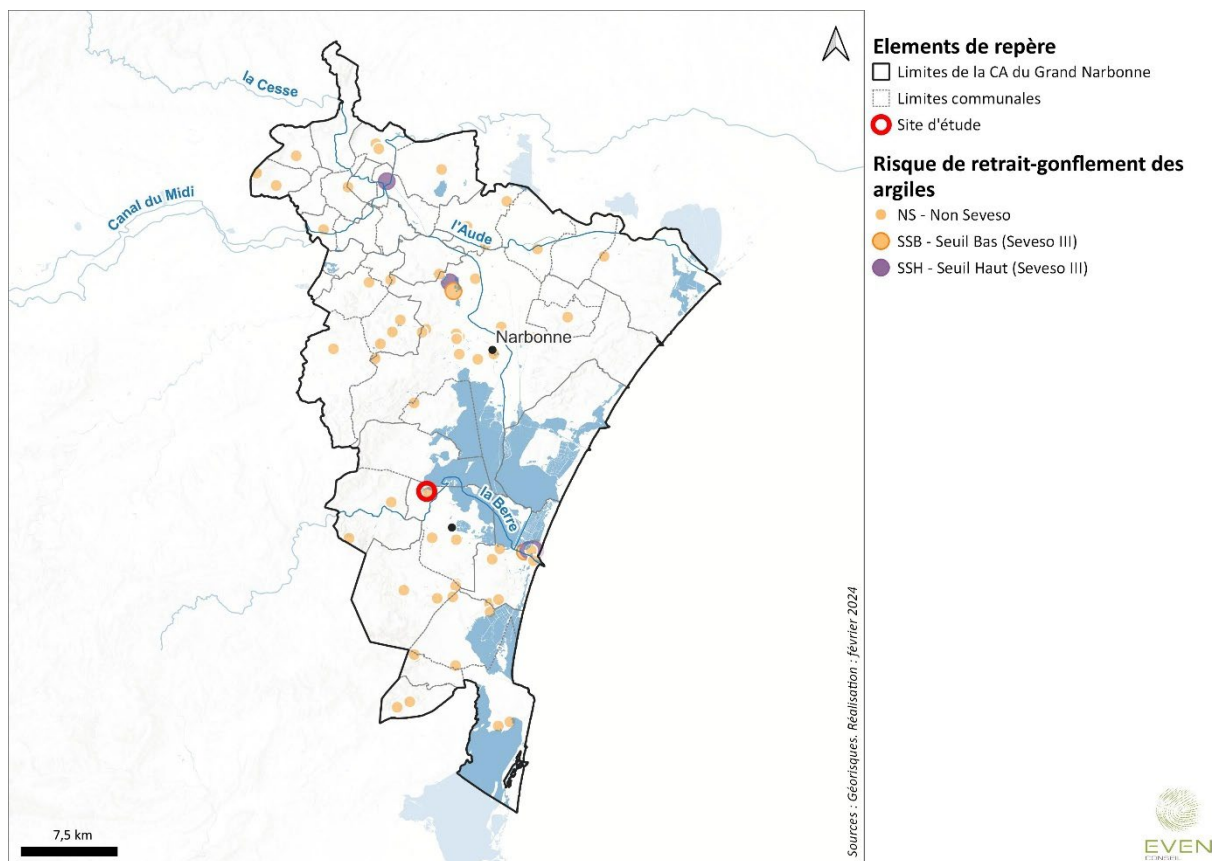 la Cesse
Canal du Midi
l'Aude
Narbonne
la Berre
7,5 km
Sources : Géorisques. Réalisation : février 2024
Elements de repère
Limites de la CA du Grand Narbonne
Limites communales
Site d'étude
Risque de retrait-gonflement des
argiles
NS - Non Seveso
SSB - Seuil Bas (Seveso III)
SSH - Seuil Haut (Seveso III)
EVEN
CONSEIL